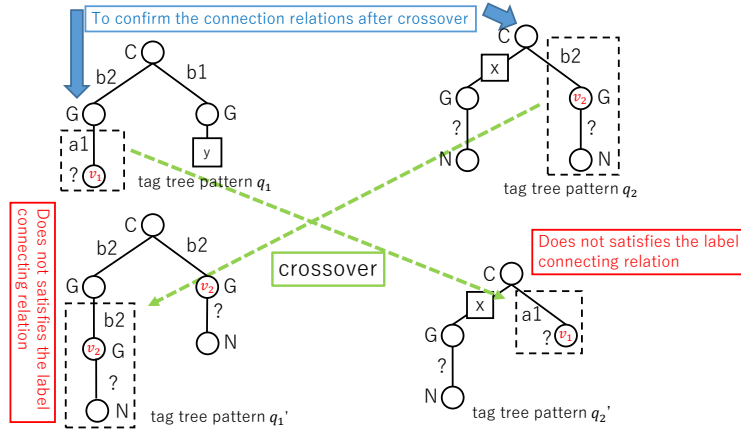 To confirm the connection relations after crossover
C
b2
b1
G
G
a1
?
v₁
y
tag tree pattern q₁
C
x
b2
G
v₂
G
?
?
N
N
tag tree pattern q₂
Does not satisfies the label
connecting relation
C
b2
b2
G
v₂
G
b2
?
v₂
G
N
?
N
tag tree pattern q₁'
crossover
Does not satisfies the label
connecting relation
C
x
a1
G
?
v₁
?
N
tag tree pattern q₂'